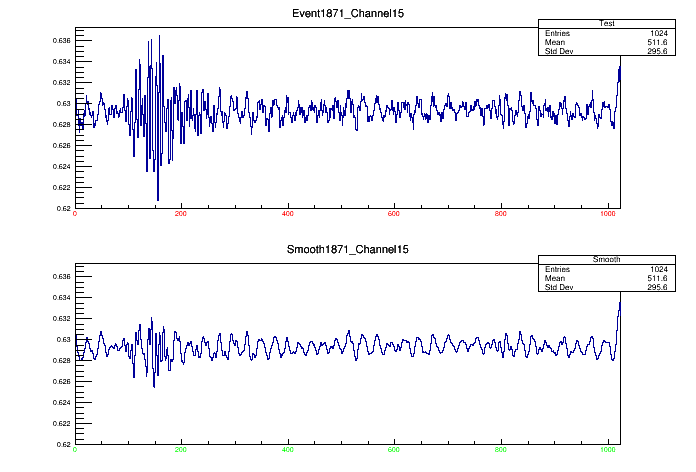 Event1871_Channel15
Test
Entries 1024
Mean 511.6
Std Dev 295.6
0.636
0.634
0.632
0.63
0.628
0.626
0.624
0.622
0.62
0 200 400 600 800 1000
Smooth1871_Channel15
Smooth
Entries 1024
Mean 511.6
Std Dev 295.6
0.636
0.634
0.632
0.63
0.628
0.626
0.624
0.622
0.62
0 200 400 600 800 1000